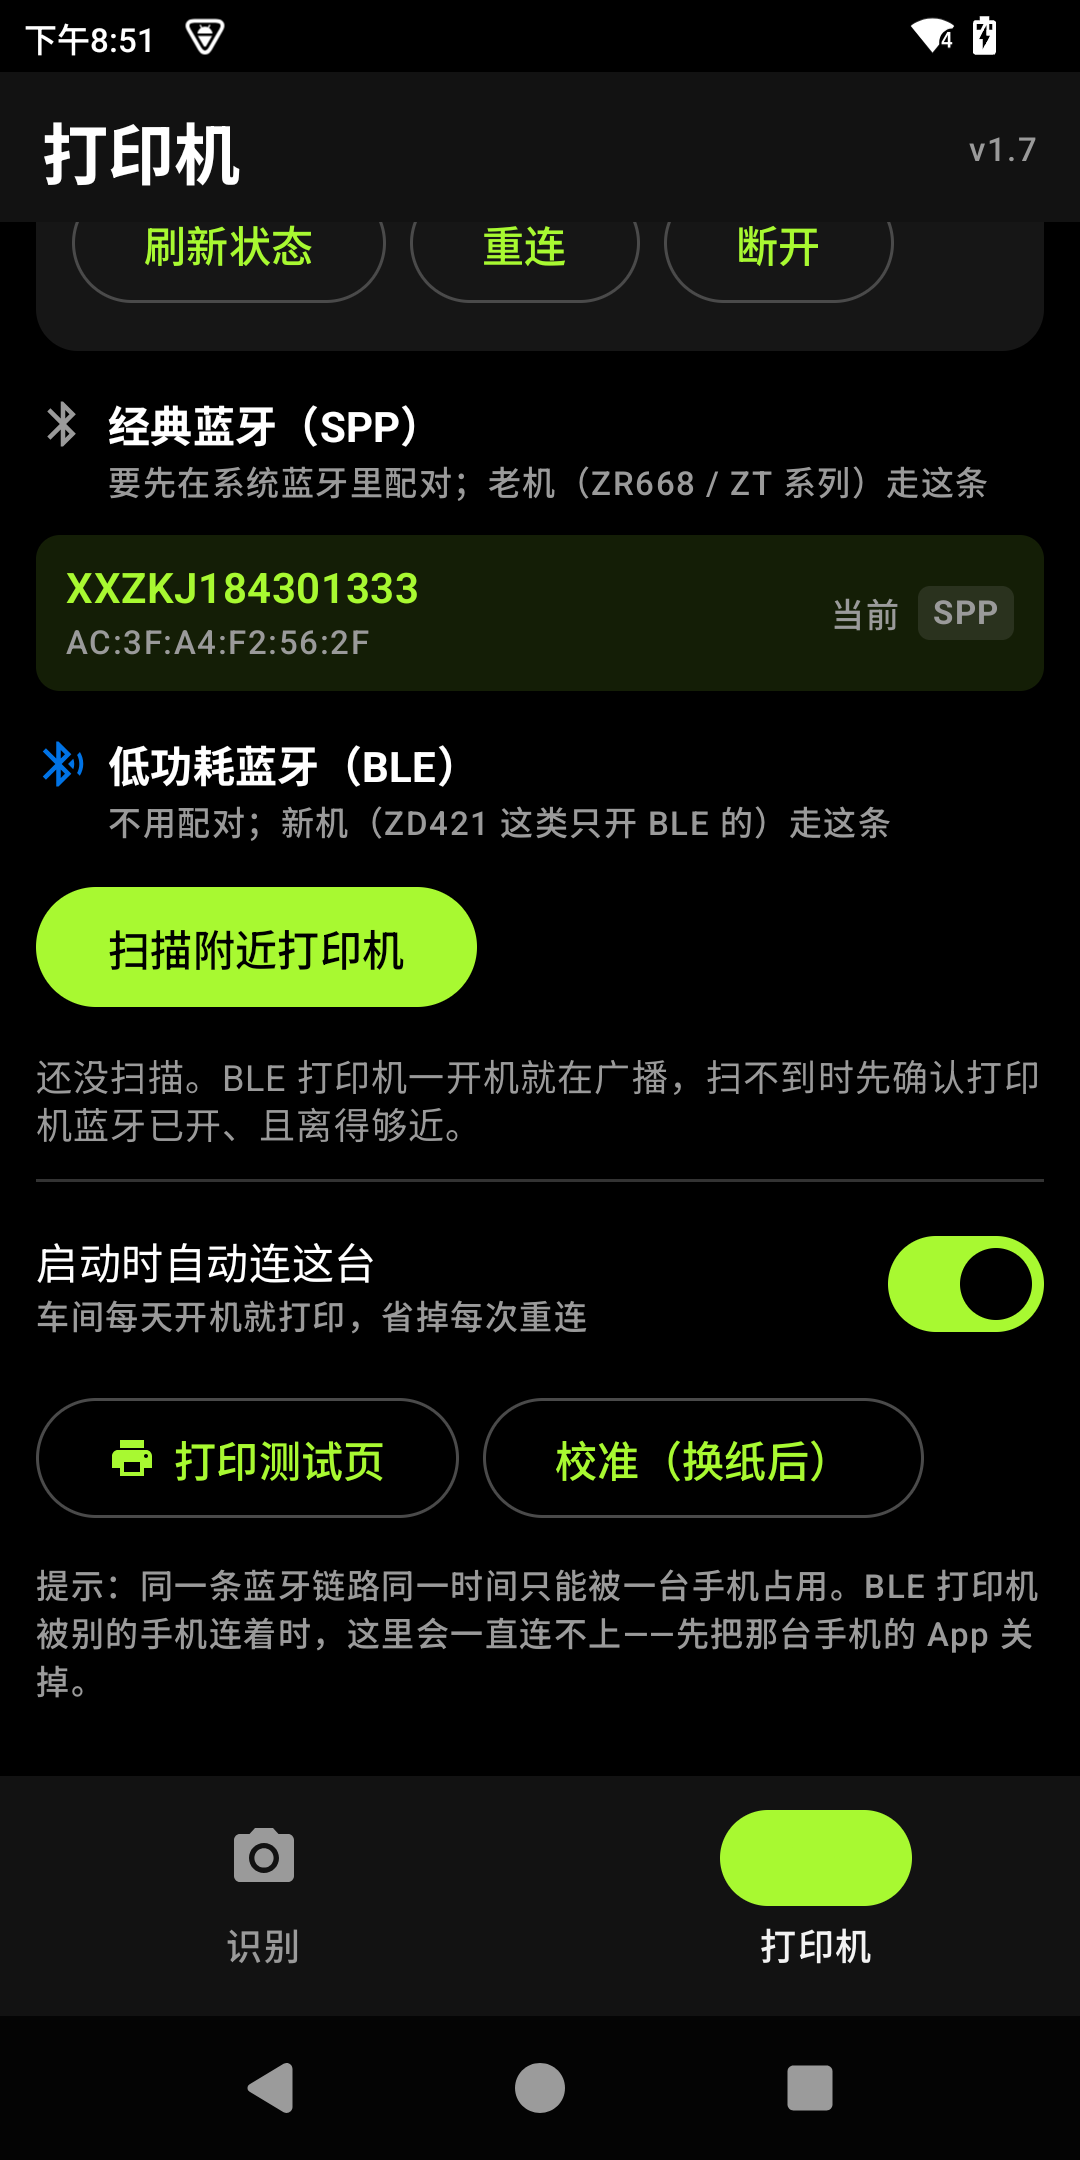 下午8:51
4
打印机
v1.7
刷新状态
重连
断开
经典蓝牙（SPP）
要先在系统蓝牙里配对；老机（ZR668 / ZT 系列）走这条
XXZKJ184301333
当前
SPP
AC:3F:A4:F2:56:2F
低功耗蓝牙（BLE）
不用配对；新机（ZD421 这类只开 BLE 的）走这条
扫描附近打印机
还没扫描。BLE 打印机一开机就在广播，扫不到时先确认打印
机蓝牙已开、且离得够近。
启动时自动连这台
车间每天开机就打印，省掉每次重连
打印测试页
校准（换纸后）
提示：同一条蓝牙链路同一时间只能被一台手机占用。BLE 打印机
被别的手机连着时，这里会一直连不上——先把那台手机的 App 关
掉。
识别
打印机